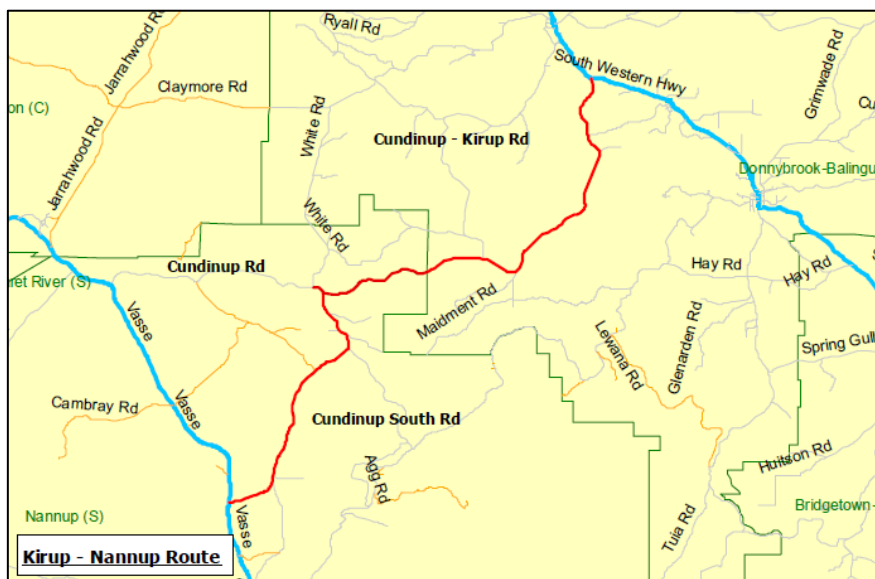 Ryall Rd
Jarrahwood Rd
South Western Hwy
Grimwade Rd
Claymore Rd
Cu
on (C)
White Rd
Cundinup - Kirup Rd
Jarrahwood Rd
Donnybrook-Balingu
White Rd
Cundinup Rd
Hay Rd
Hay Rd
S
ret River (S)
Maidment Rd
Vasse
Lewana Rd
Glenarden Rd
Spring Gull
Vasse
Cambray Rd
Cundinup South Rd
Agg Rd
Huitson Rd
Nannup (S)
Vasse
Tuia Rd
Bridgetown-
Kirup - Nannup Route